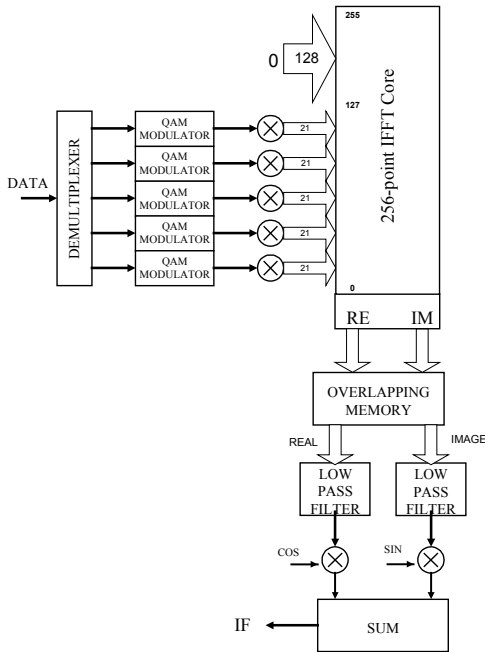 255
0
128
127
256-point IFFT Core
DATA
DEMULTIPLEXER
QAM
MODULATOR
21
QAM
MODULATOR
21
QAM
MODULATOR
21
QAM
MODULATOR
21
QAM
MODULATOR
21
0
RE
IM
OVERLAPPING
MEMORY
REAL
IMAGE
LOW
PASS
FILTER
LOW
PASS
FILTER
COS
SIN
IF
SUM